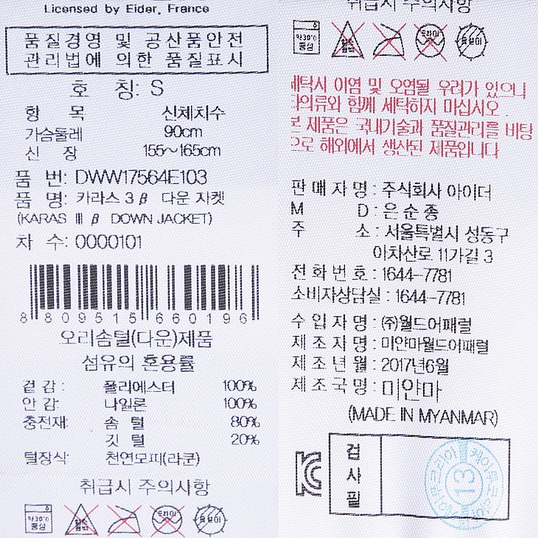 Licensed by Eider, France
품질경영 및 공산품안전
관리법에 의한 품질표시
호 칭: S
항 목 신체치수
가슴둘레 90cm
신 장 155~165cm
품 번: DWW17564E103
품 명: 카라스 3 β 다운 자켓
(KARAS Ⅲ β DOWN JACKET)
차 수: 0000101
8 809515 660196
오리솜털(다운)제품
섬유의 혼용률
겉 감: 폴리에스터 100%
안 감: 나일론 100%
충전재: 솜 털 80%
깃 털 20%
털장식: 천연모피(라쿤)
취급시 주의사항
약30℃
중성
취급시 주의사항
약30℃
중성
드라이
세탁시 이염 및 오염될 우려가 있으니
타의류와 함께 세탁하지 마십시오.
본 제품은 국내기술과 품질관리를 바탕
으로 해외에서 생산된 제품입니다
판 매 자 명 : 주식회사 아이더
M D : 은 순 종
주 소 : 서울특별시 성동구
아차산로 11가길 3
전 화 번 호 : 1644-7781
소비자상담실 : 1644-7781
수 입 자 명 : ㈜월드어패럴
제 조 자 명 : 미얀마월드어패럴
제 조 년 월 : 2017년6월
제 조 국 명 : 미얀마
(MADE IN MYANMAR)
KC
검
사
필
13